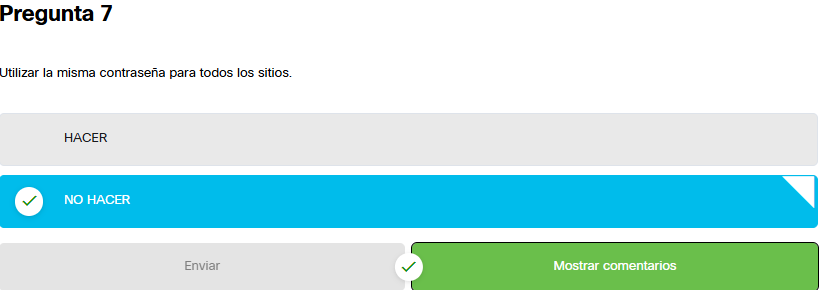 Pregunta 7
Utilizar la misma contraseña para todos los sitios.
HACER
NO HACER
Enviar
Mostrar comentarios